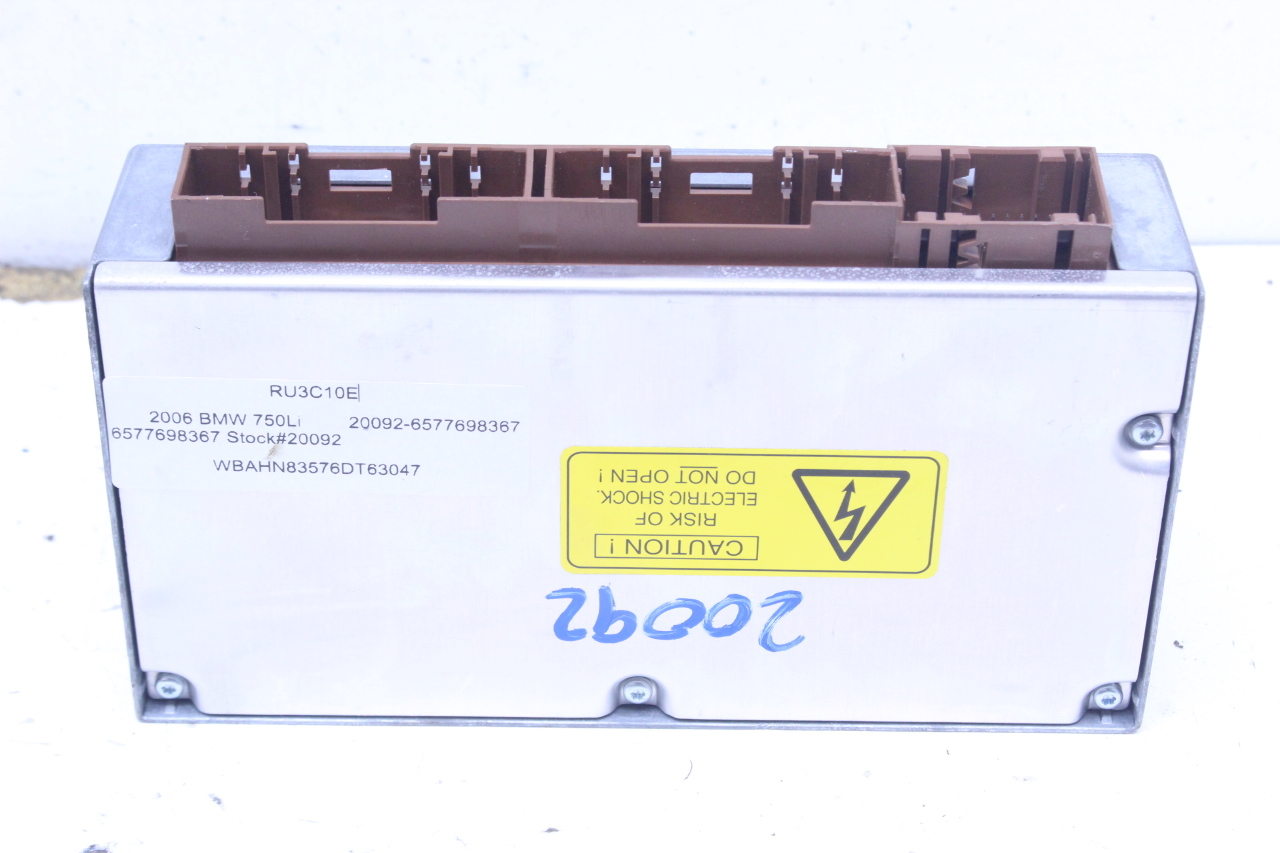 RU3C10E
2006 BMW 750Li 20092-6577698367
6577698367 Stock#20092
WBAHN83576DT63047
CAUTION !
RISK OF
ELECTRIC SHOCK.
DO NOT OPEN !
20092